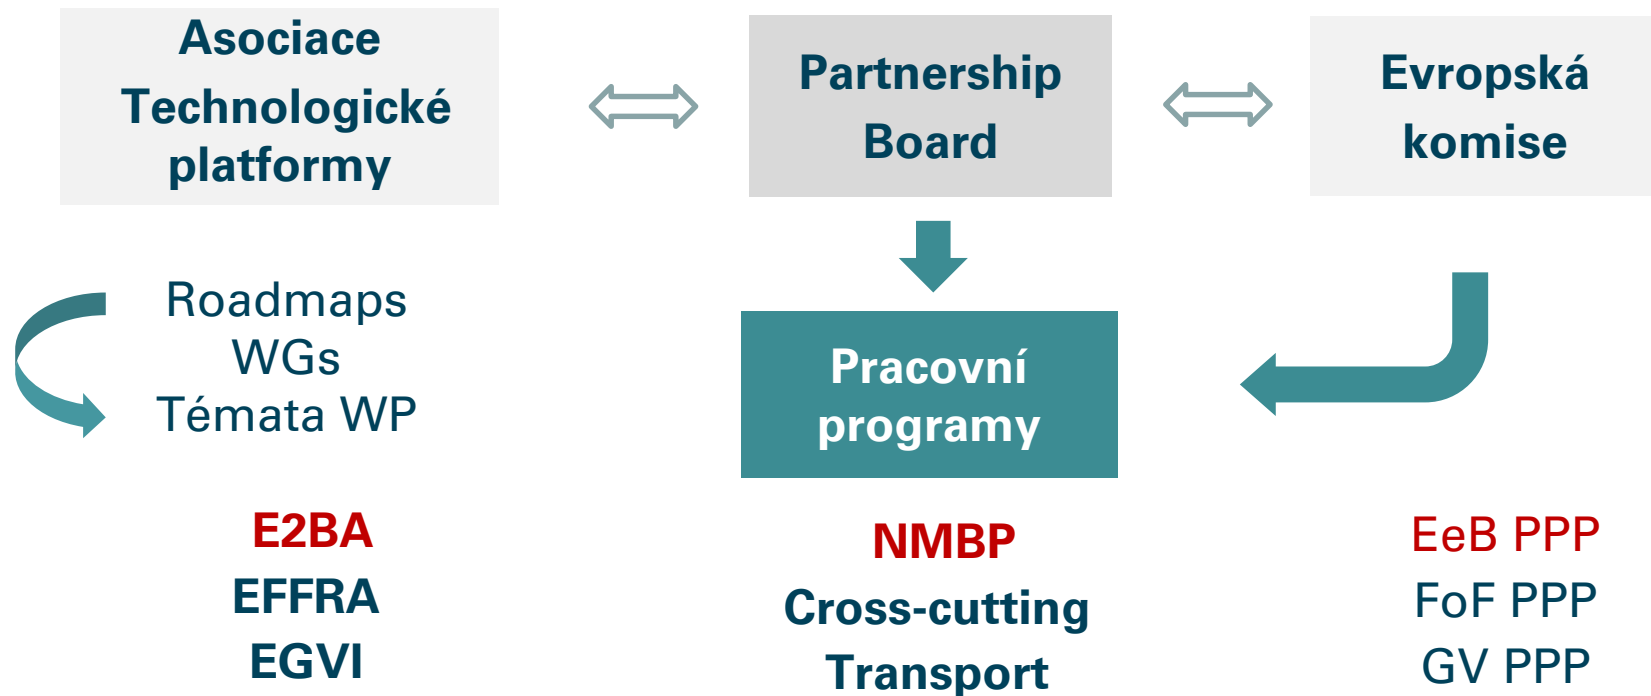 Asociace
Technologické
platformy
Partnership
Board
Evropská
komise
Roadmaps
WGs
Témata WP
Pracovní
programy
E2BA
EFFRA
EGVI
NMBP
Cross-cutting
Transport
EeB PPP
FoF PPP
GV PPP